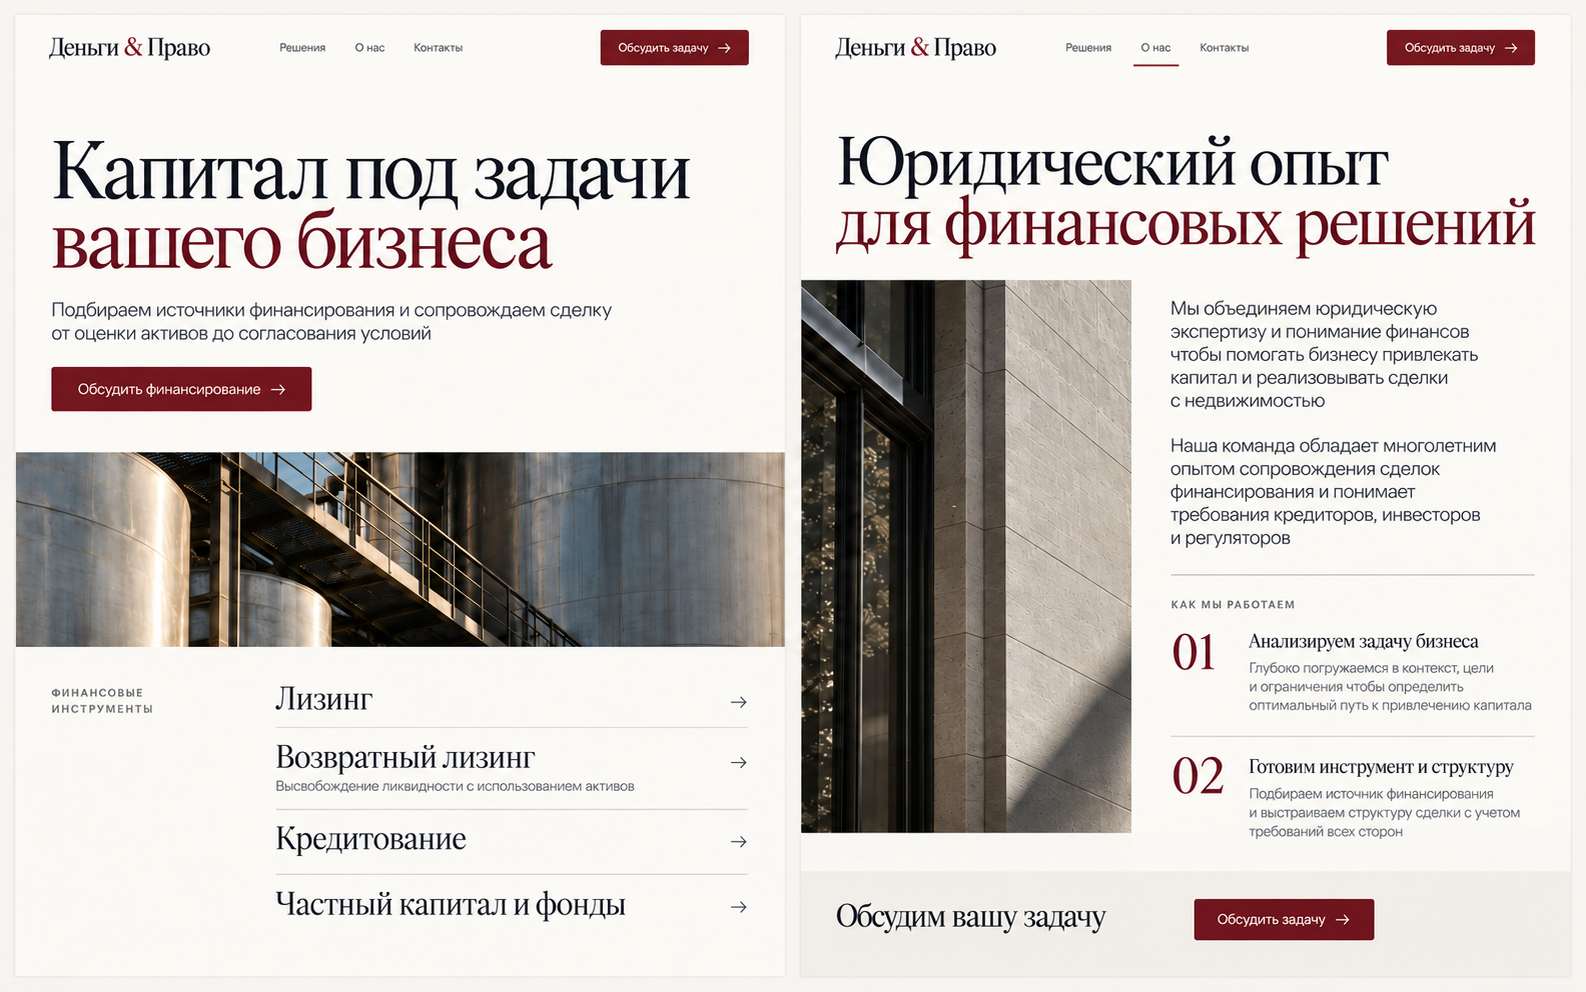 Деньги & Право
Решения
О нас
Контакты
Обсудить задачу →
Капитал под задачи
вашего бизнеса
Подбираем источники финансирования и сопровождаем сделку
от оценки активов до согласования условий
Обсудить финансирование →
ФИНАНСОВЫЕ
ИНСТРУМЕНТЫ
Лизинг →
Возвратный лизинг →
Высвобождение ликвидности с использованием активов
Кредитование →
Частный капитал и фонды →
Деньги & Право
Решения
О нас
Контакты
Обсудить задачу →
Юридический опыт
для финансовых решений
Мы объединяем юридическую
экспертизу и понимание финансов
чтобы помогать бизнесу привлекать
капитал и реализовывать сделки
с недвижимостью
Наша команда обладает многолетним
опытом сопровождения сделок
финансирования и понимает
требования кредиторов, инвесторов
и регуляторов
КАК МЫ РАБОТАЕМ
01
Анализируем задачу бизнеса
Глубоко погружаемся в контекст, цели
и ограничения чтобы определить
оптимальный путь к привлечению капитала
02
Готовим инструмент и структуру
Подбираем источник финансирования
и выстраиваем структуру сделки с учетом
требований всех сторон
Обсудим вашу задачу
Обсудить задачу →